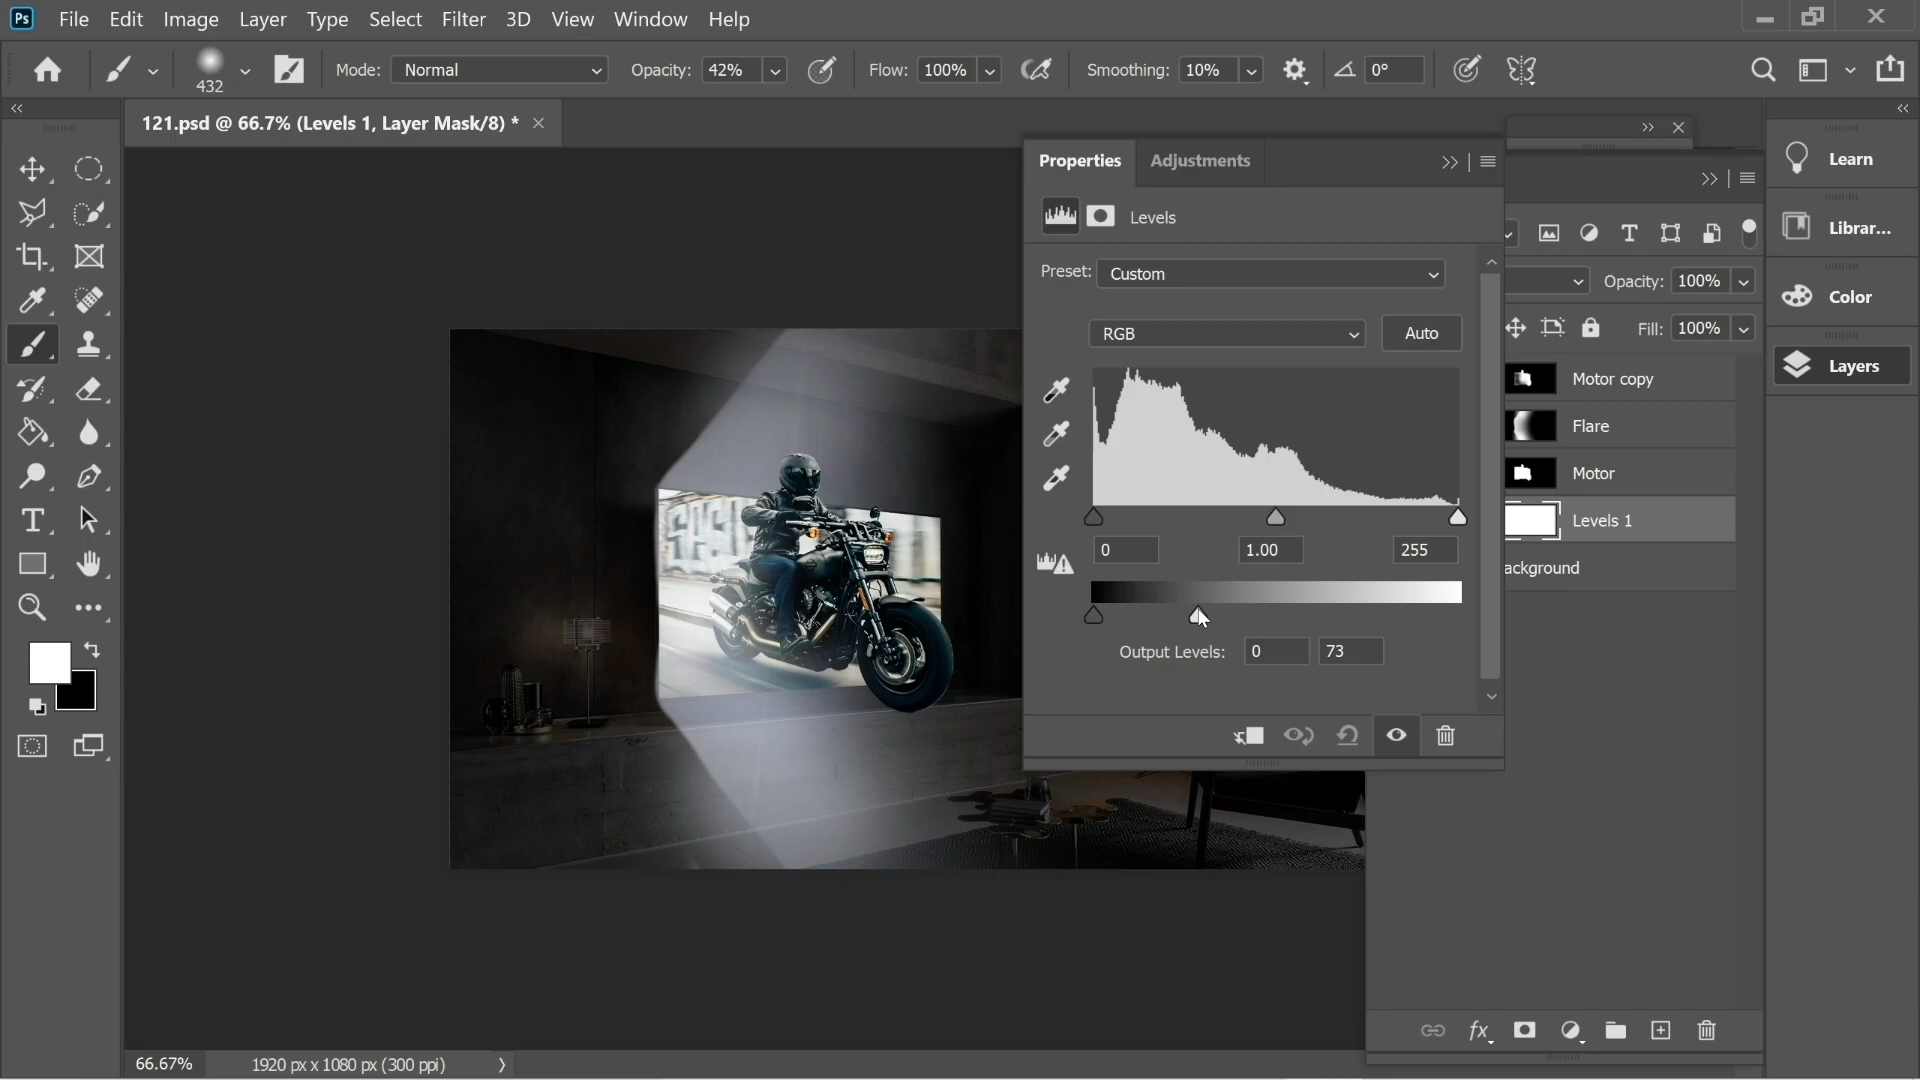 Ps File Edit Image Layer Type Select Filter 3D View Window Help
432 Mode: Normal Opacity: 42% Flow: 100% Smoothing: 10% 0°
121.psd @ 66.7% (Levels 1, Layer Mask/8) *
Properties Adjustments
Levels
Preset: Custom
RGB Auto
0 1.00 255
Output Levels: 0 73
Opacity: 100%
Fill: 100%
Motor copy
Flare
Motor
Levels 1
ackground
Learn
Librar...
Color
Layers
fx
66.67% 1920 px x 1080 px (300 ppi)